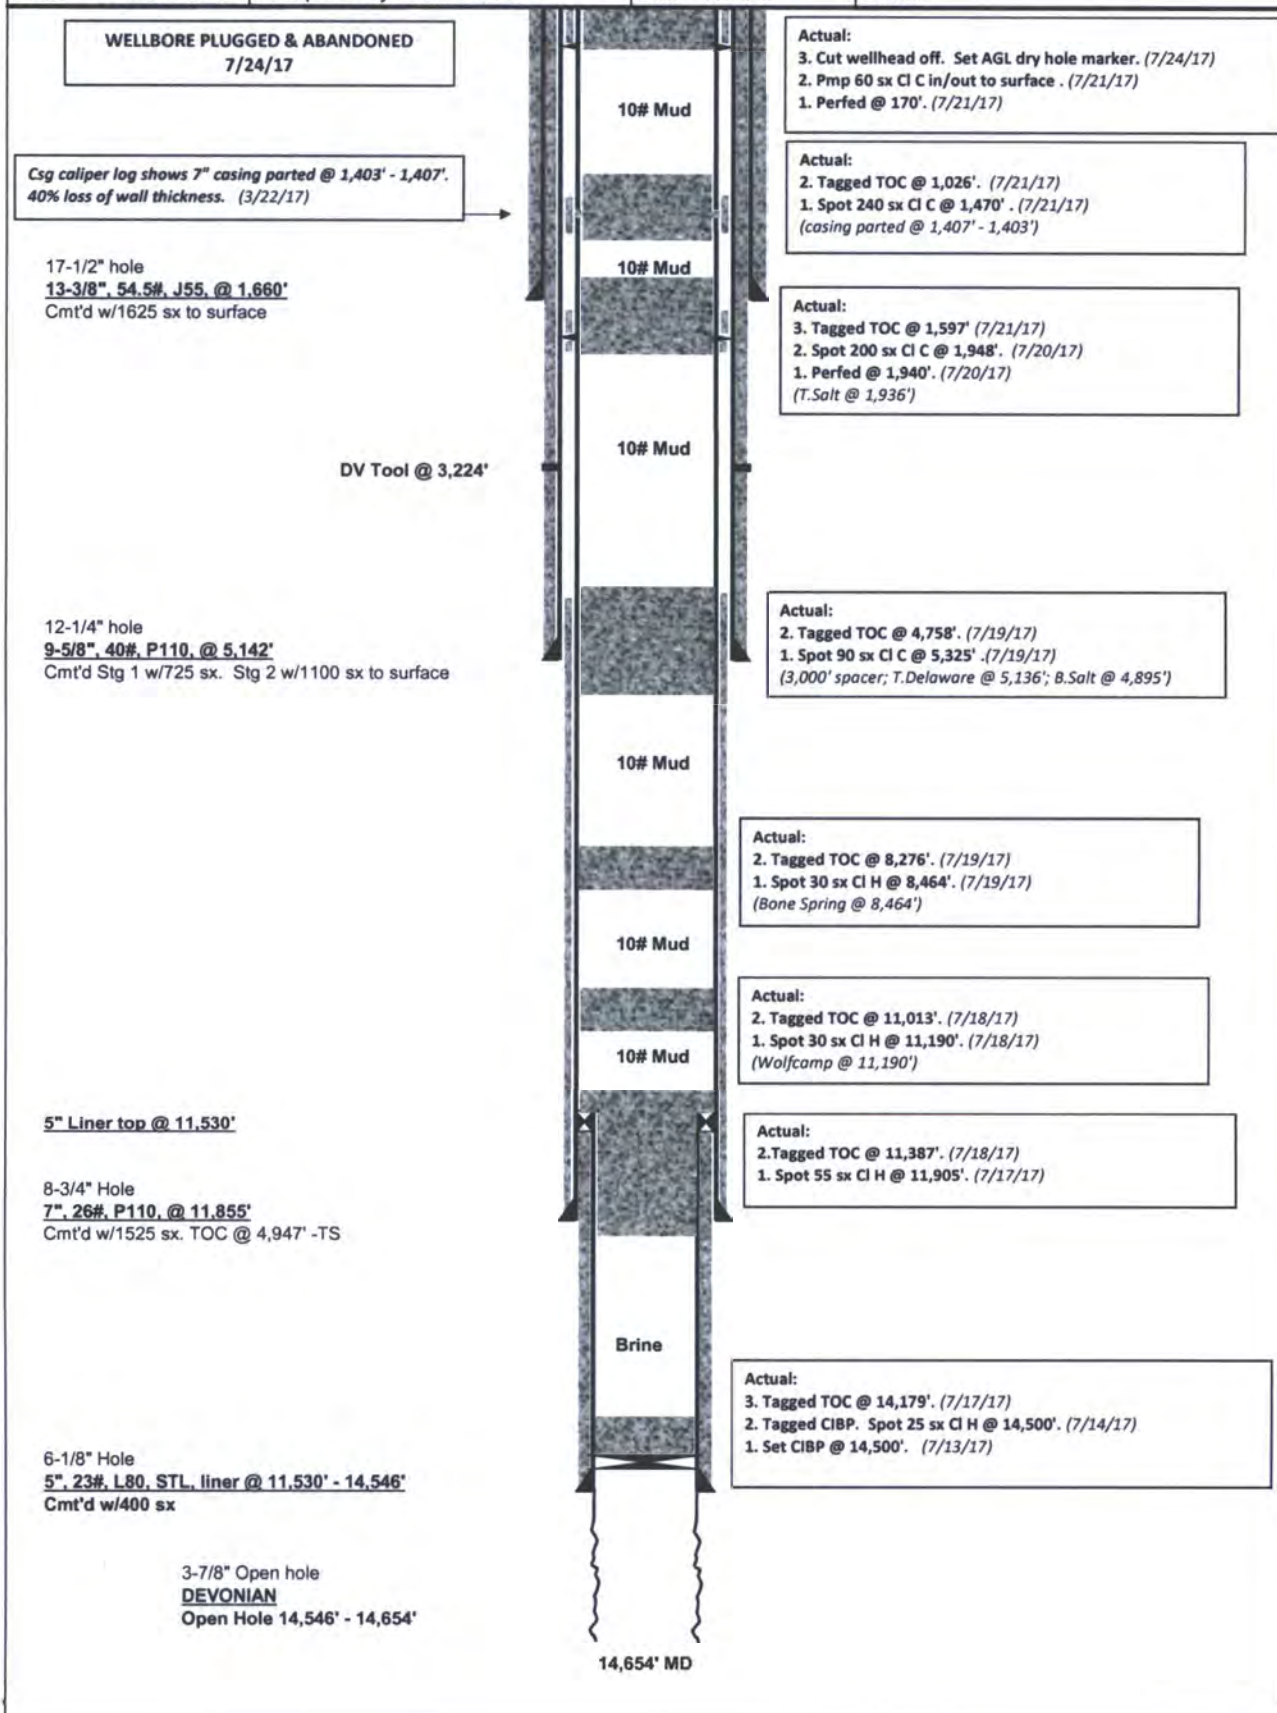 WELLBORE PLUGGED & ABANDONED
7/24/17
Actual:
3. Cut wellhead off. Set AGL dry hole marker. (7/24/17)
2. Pmp 60 sx Cl C in/out to surface . (7/21/17)
1. Perfed @ 170'. (7/21/17)
10# Mud
Csg caliper log shows 7" casing parted @ 1,403' - 1,407'.
40% loss of wall thickness. (3/22/17)
Actual:
2. Tagged TOC @ 1,026'. (7/21/17)
1. Spot 240 sx Cl C @ 1,470' . (7/21/17)
(casing parted @ 1,407' - 1,403')
17-1/2" hole
13-3/8", 54.5#, J55, @ 1,660'
Cmt'd w/1625 sx to surface
10# Mud
Actual:
3. Tagged TOC @ 1,597' (7/21/17)
2. Spot 200 sx Cl C @ 1,948'. (7/20/17)
1. Perfed @ 1,940'. (7/20/17)
(T.Salt @ 1,936')
10# Mud
DV Tool @ 3,224'
12-1/4" hole
9-5/8", 40#, P110, @ 5,142'
Cmt'd Stg 1 w/725 sx. Stg 2 w/1100 sx to surface
Actual:
2. Tagged TOC @ 4,758'. (7/19/17)
1. Spot 90 sx Cl C @ 5,325' .(7/19/17)
(3,000' spacer; T.Delaware @ 5,136'; B.Salt @ 4,895')
10# Mud
Actual:
2. Tagged TOC @ 8,276'. (7/19/17)
1. Spot 30 sx Cl H @ 8,464'. (7/19/17)
(Bone Spring @ 8,464')
10# Mud
Actual:
2. Tagged TOC @ 11,013'. (7/18/17)
1. Spot 30 sx Cl H @ 11,190'. (7/18/17)
(Wolfcamp @ 11,190')
10# Mud
5" Liner top @ 11,530'
Actual:
2.Tagged TOC @ 11,387'. (7/18/17)
1. Spot 55 sx Cl H @ 11,905'. (7/17/17)
8-3/4" Hole
7", 26#, P110, @ 11,855'
Cmt'd w/1525 sx. TOC @ 4,947' -TS
Brine
Actual:
3. Tagged TOC @ 14,179'. (7/17/17)
2. Tagged CIBP. Spot 25 sx Cl H @ 14,500'. (7/14/17)
1. Set CIBP @ 14,500'. (7/13/17)
6-1/8" Hole
5", 23#, L80, STL, liner @ 11,530' - 14,546'
Cmt'd w/400 sx
3-7/8" Open hole
DEVONIAN
Open Hole 14,546' - 14,654'
14,654' MD